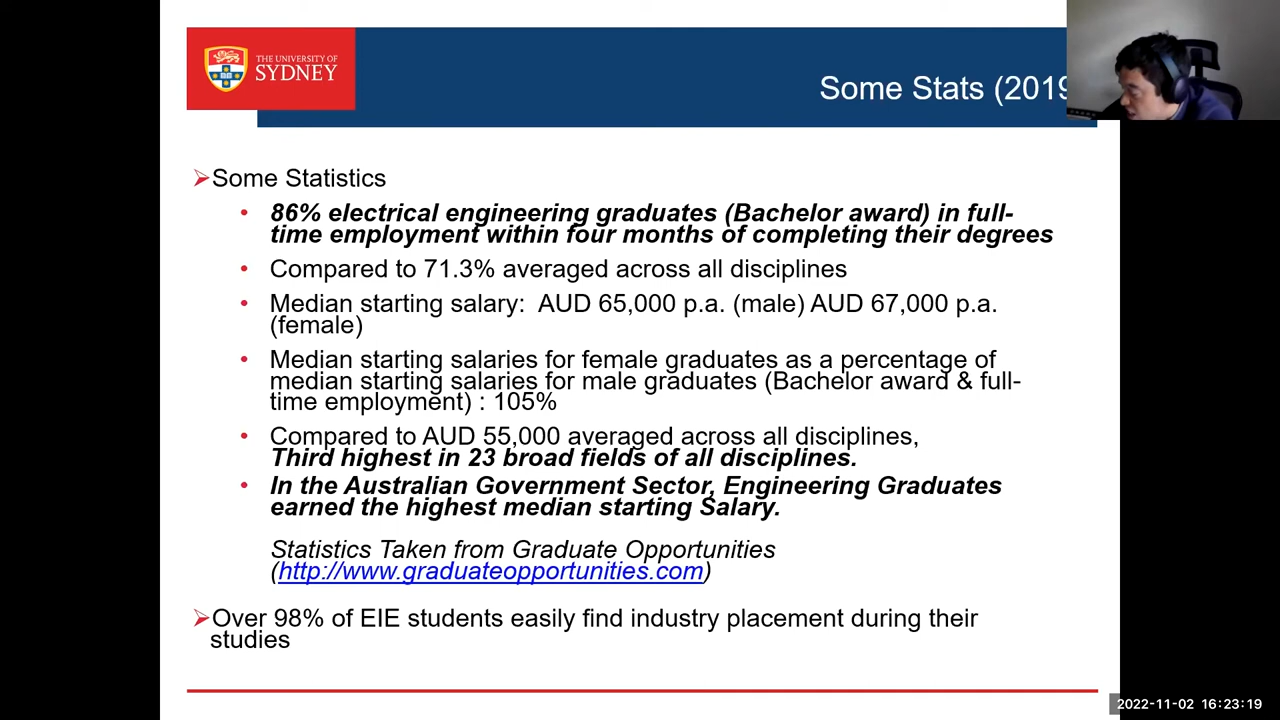 THE UNIVERSITY OF
SYDNEY
Some Stats (2019
Some Statistics
86% electrical engineering graduates (Bachelor award) in full-
time employment within four months of completing their degrees
Compared to 71.3% averaged across all disciplines
Median starting salary: AUD 65,000 p.a. (male) AUD 67,000 p.a.
(female)
Median starting salaries for female graduates as a percentage of
median starting salaries for male graduates (Bachelor award & full-
time employment) : 105%
Compared to AUD 55,000 averaged across all disciplines,
Third highest in 23 broad fields of all disciplines.
In the Australian Government Sector, Engineering Graduates
earned the highest median starting Salary.
Statistics Taken from Graduate Opportunities
(http://www.graduateopportunities.com)
Over 98% of EIE students easily find industry placement during their
studies
2022-11-02 16:23:19